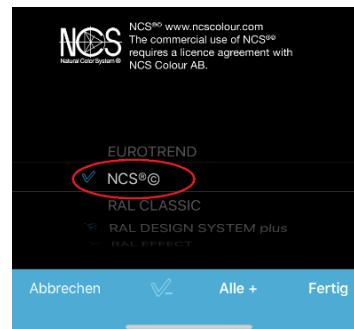 NCS
Natural Color System®
NCS®© www.ncscolour.com
The commercial use of NCS®©
requires a licence agreement with
NCS Colour AB.
EUROTREND
NCS®©
RAL CLASSIC
RAL DESIGN SYSTEM plus
RAL EFFECT
Abbrechen
Alle +
Fertig